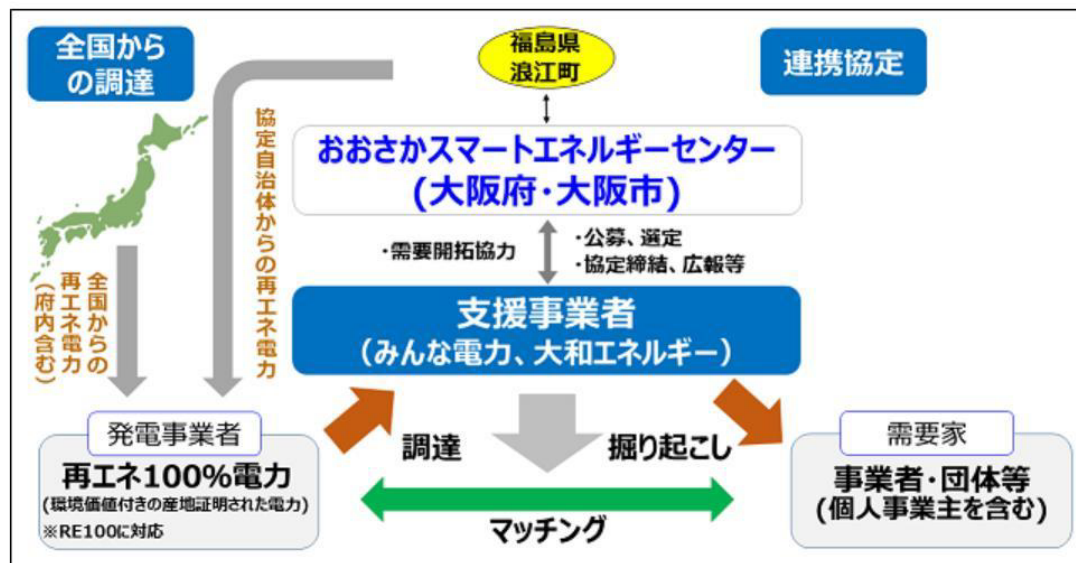 全国から
の調達
福島県
浪江町
連携協定
協定自治体からの再エネ電力
おおさかスマートエネルギーセンター
(大阪府・大阪市)
・需要開拓協力
・公募、選定
・協定締結、広報等
全国からの
再エネ電力
(府内含む)
支援事業者
(みんな電力、大和エネルギー)
発電事業者
再エネ100%電力
(環境価値付きの産地証明された電力)
※RE100に対応
調達
掘り起こし
マッチング
需要家
事業者・団体等
(個人事業主を含む)